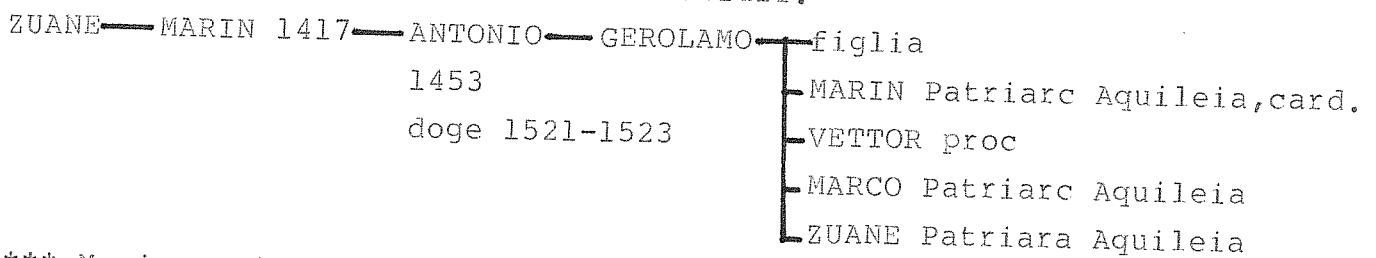 ZUANE MARIN 1417 ANTONIO GEROLAMO figlia
1453
MARIN Patriarc Aquileia,card.
doge 1521-1523
VETTOR proc
MARCO Patriarc Aquileia
ZUANE Patriara Aquileia
***